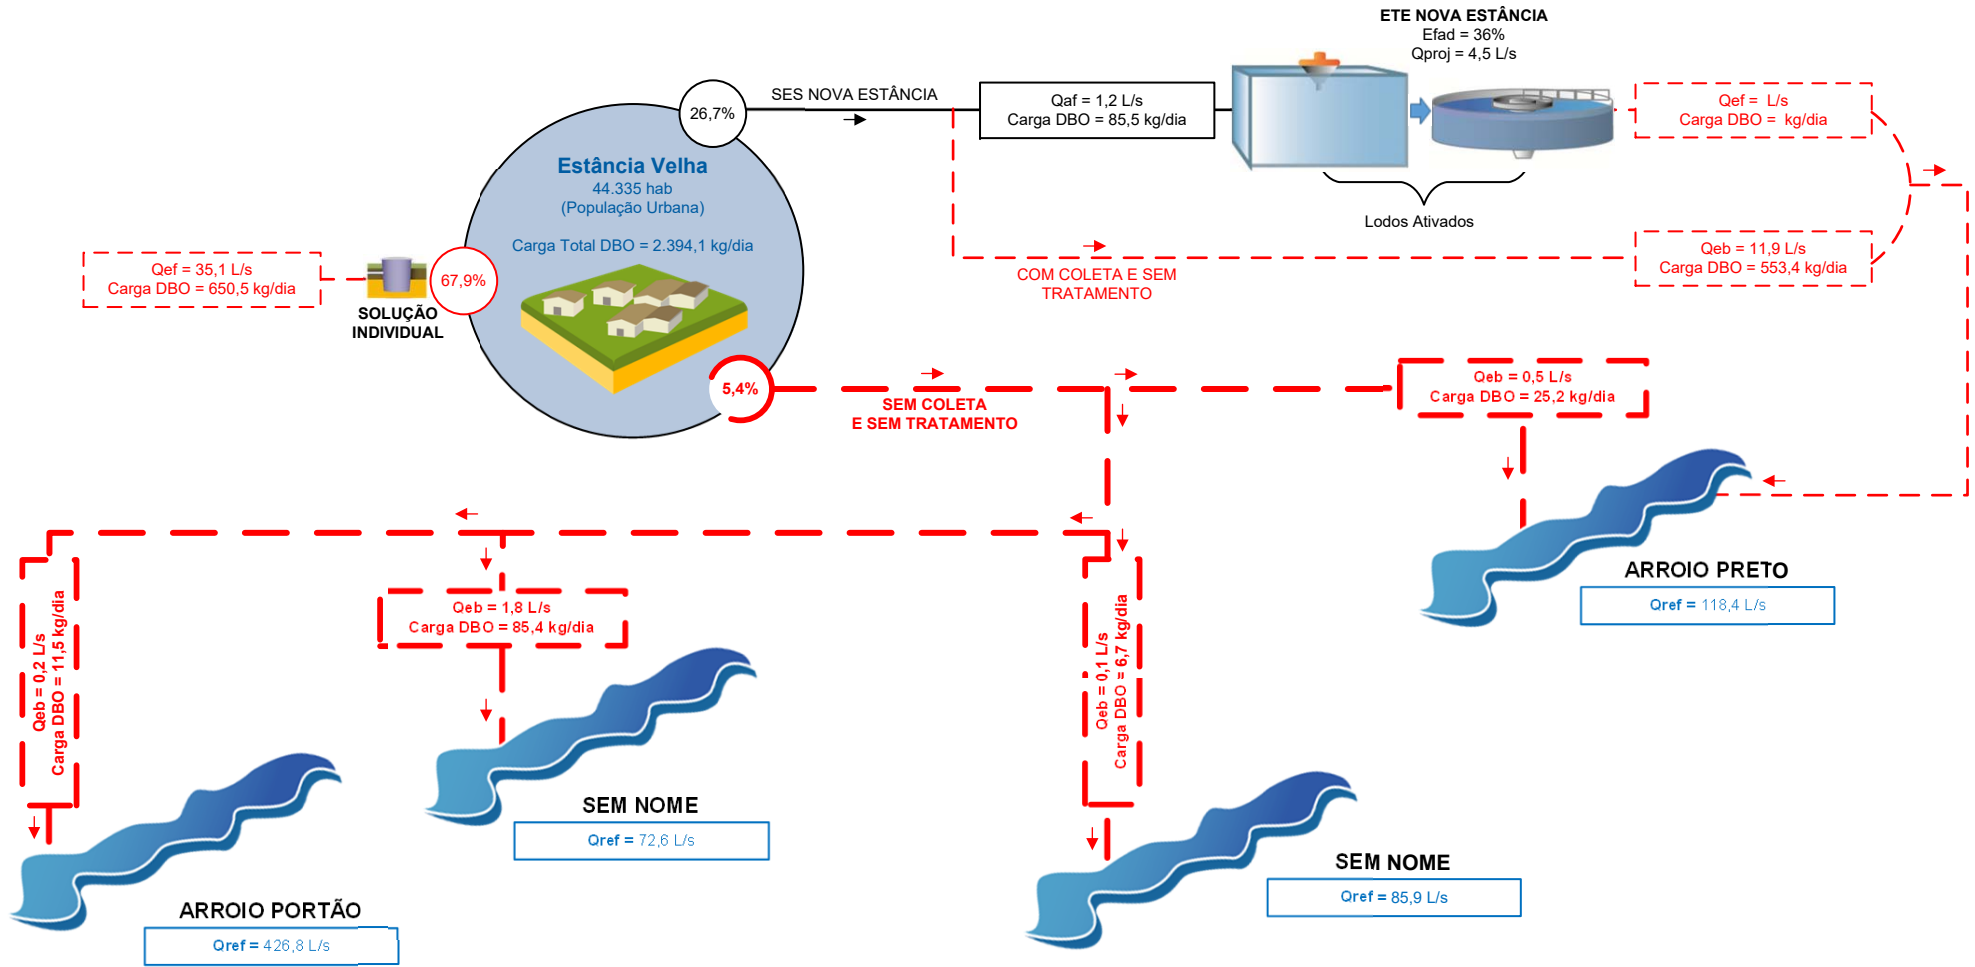 ETE NOVA ESTÂNCIA
Efad = 36%
Qproj = 4,5 L/s
SES NOVA ESTÂNCIA
26,7%
Qaf = 1,2 L/s
Carga DBO = 85,5 kg/dia
Qef =  L/s
Carga DBO =  kg/dia
Estância Velha
44.335 hab
(População Urbana)
Carga Total DBO = 2.394,1 kg/dia
Lodos Ativados
Qef = 35,1 L/s
Carga DBO = 650,5 kg/dia
67,9%
SOLUÇÃO
INDIVIDUAL
COM COLETA E SEM
TRATAMENTO
Qeb = 11,9 L/s
Carga DBO = 553,4 kg/dia
5,4%
SEM COLETA
E SEM TRATAMENTO
Qeb = 0,5 L/s
Carga DBO = 25,2 kg/dia
ARROIO PRETO
Qref = 118,4 L/s
Qeb = 0,2 L/s
Carga DBO = 11,5 kg/dia
Qeb = 1,8 L/s
Carga DBO = 85,4 kg/dia
Qeb = 0,1 L/s
Carga DBO = 6,7 kg/dia
SEM NOME
Qref = 72,6 L/s
SEM NOME
Qref = 85,9 L/s
ARROIO PORTÃO
Qref = 426,8 L/s